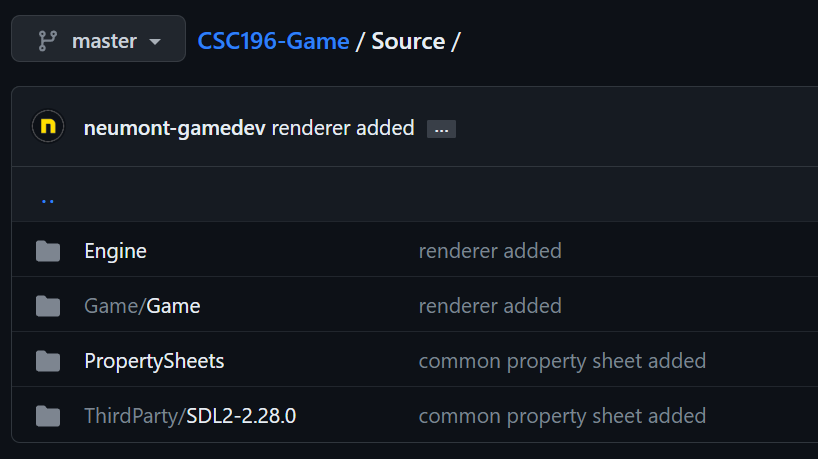 master CSC196-Game / Source /
n neumont-gamedev renderer added ...
..
Engine renderer added
Game/Game renderer added
PropertySheets common property sheet added
ThirdParty/SDL2-2.28.0 common property sheet added